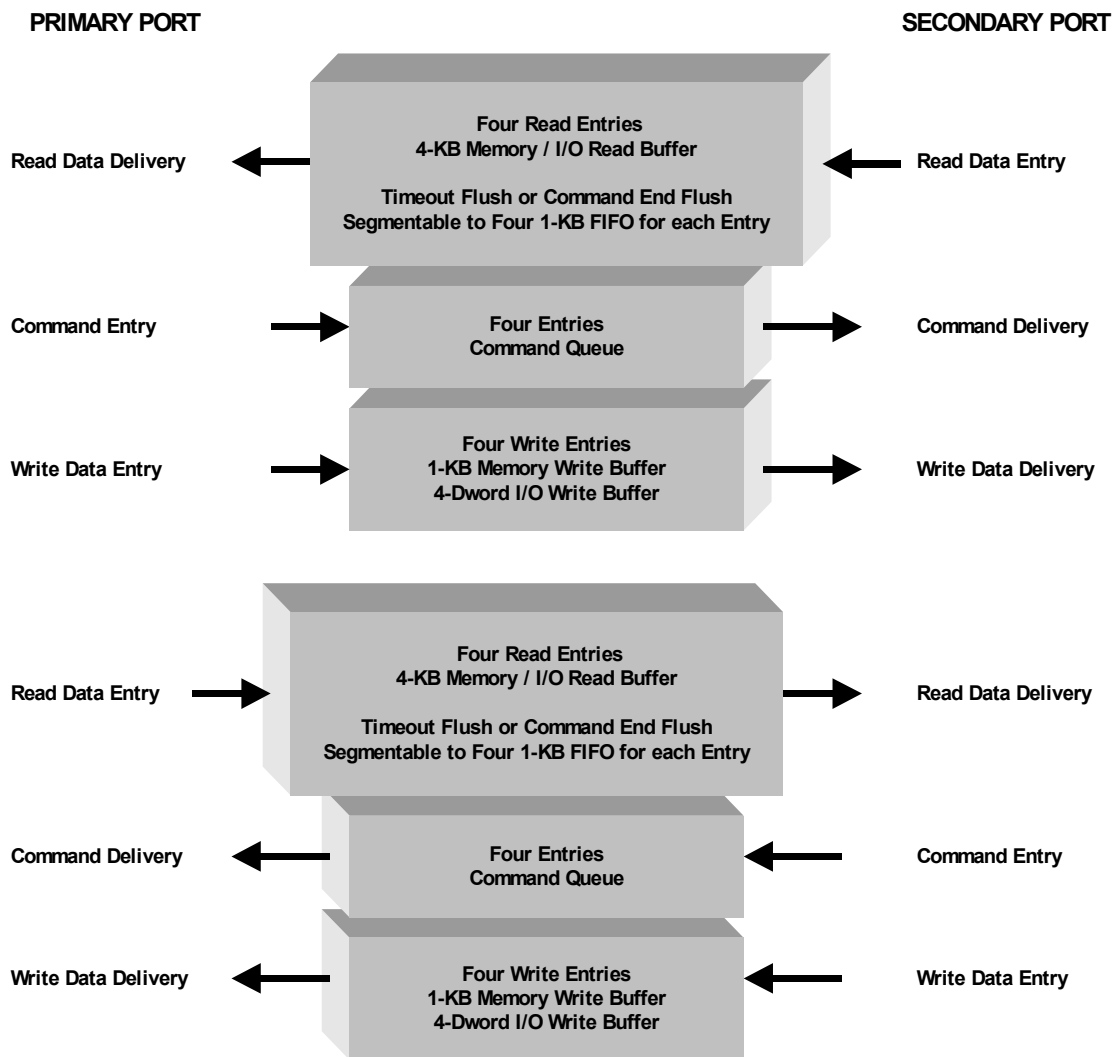 PRIMARY PORT
SECONDARY PORT
Four Read Entries
4-KB Memory / I/O Read Buffer
Read Data Delivery
Read Data Entry
Timeout Flush or Command End Flush
Segmentable to Four 1-KB FIFO for each Entry
Command Entry
Four Entries
Command Queue
Command Delivery
Four Write Entries
Write Data Entry
1-KB Memory Write Buffer
Write Data Delivery
4-Dword I/O Write Buffer
Four Read Entries
4-KB Memory / I/O Read Buffer
Read Data Entry
Read Data Delivery
Timeout Flush or Command End Flush
Segmentable to Four 1-KB FIFO for each Entry
Command Delivery
Four Entries
Command Queue
Command Entry
Write Data Delivery
Four Write Entries
Write Data Entry
1-KB Memory Write Buffer
4-Dword I/O Write Buffer